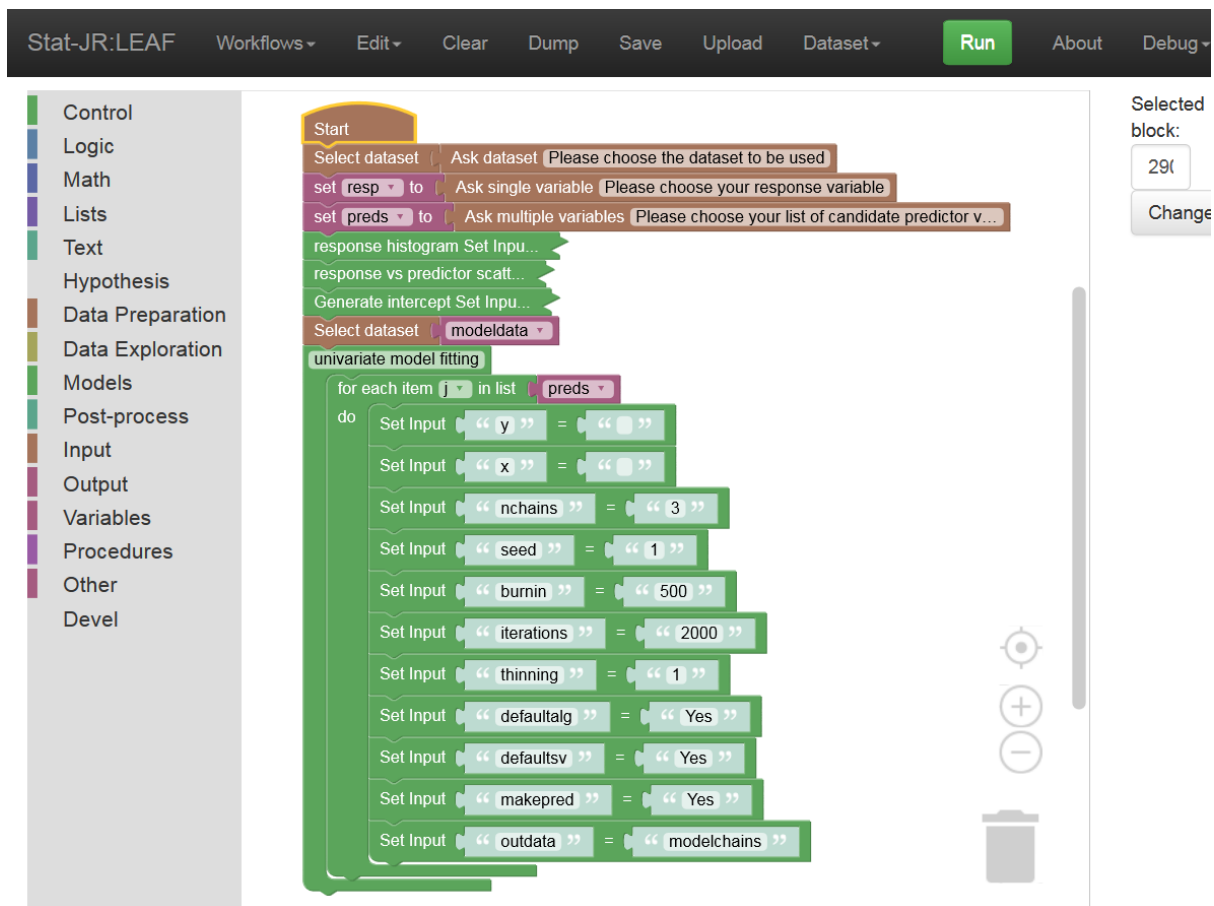 Stat-JR:LEAF Workflows Edit Clear Dump Save Upload Dataset Run About Debug
Control
Logic
Math
Lists
Text
Hypothesis
Data Preparation
Data Exploration
Models
Post-process
Input
Output
Variables
Procedures
Other
Devel
Start
Select dataset Ask dataset Please choose the dataset to be used
set resp to Ask single variable Please choose your response variable
set preds to Ask multiple variables Please choose your list of candidate predictor v...
response histogram Set Inpu...
response vs predictor scatt...
Generate intercept Set Inpu...
Select dataset modeldata
univariate model fitting
for each item j in list preds
do Set Input “ y ” = “ ”
Set Input “ x ” = “ ”
Set Input “ nchains ” = “ 3 ”
Set Input “ seed ” = “ 1 ”
Set Input “ burnin ” = “ 500 ”
Set Input “ iterations ” = “ 2000 ”
Set Input “ thinning ” = “ 1 ”
Set Input “ defaultalg ” = “ Yes ”
Set Input “ defaultsv ” = “ Yes ”
Set Input “ makepred ” = “ Yes ”
Set Input “ outdata ” = “ modelchains ”
Selected
block:
29
Change